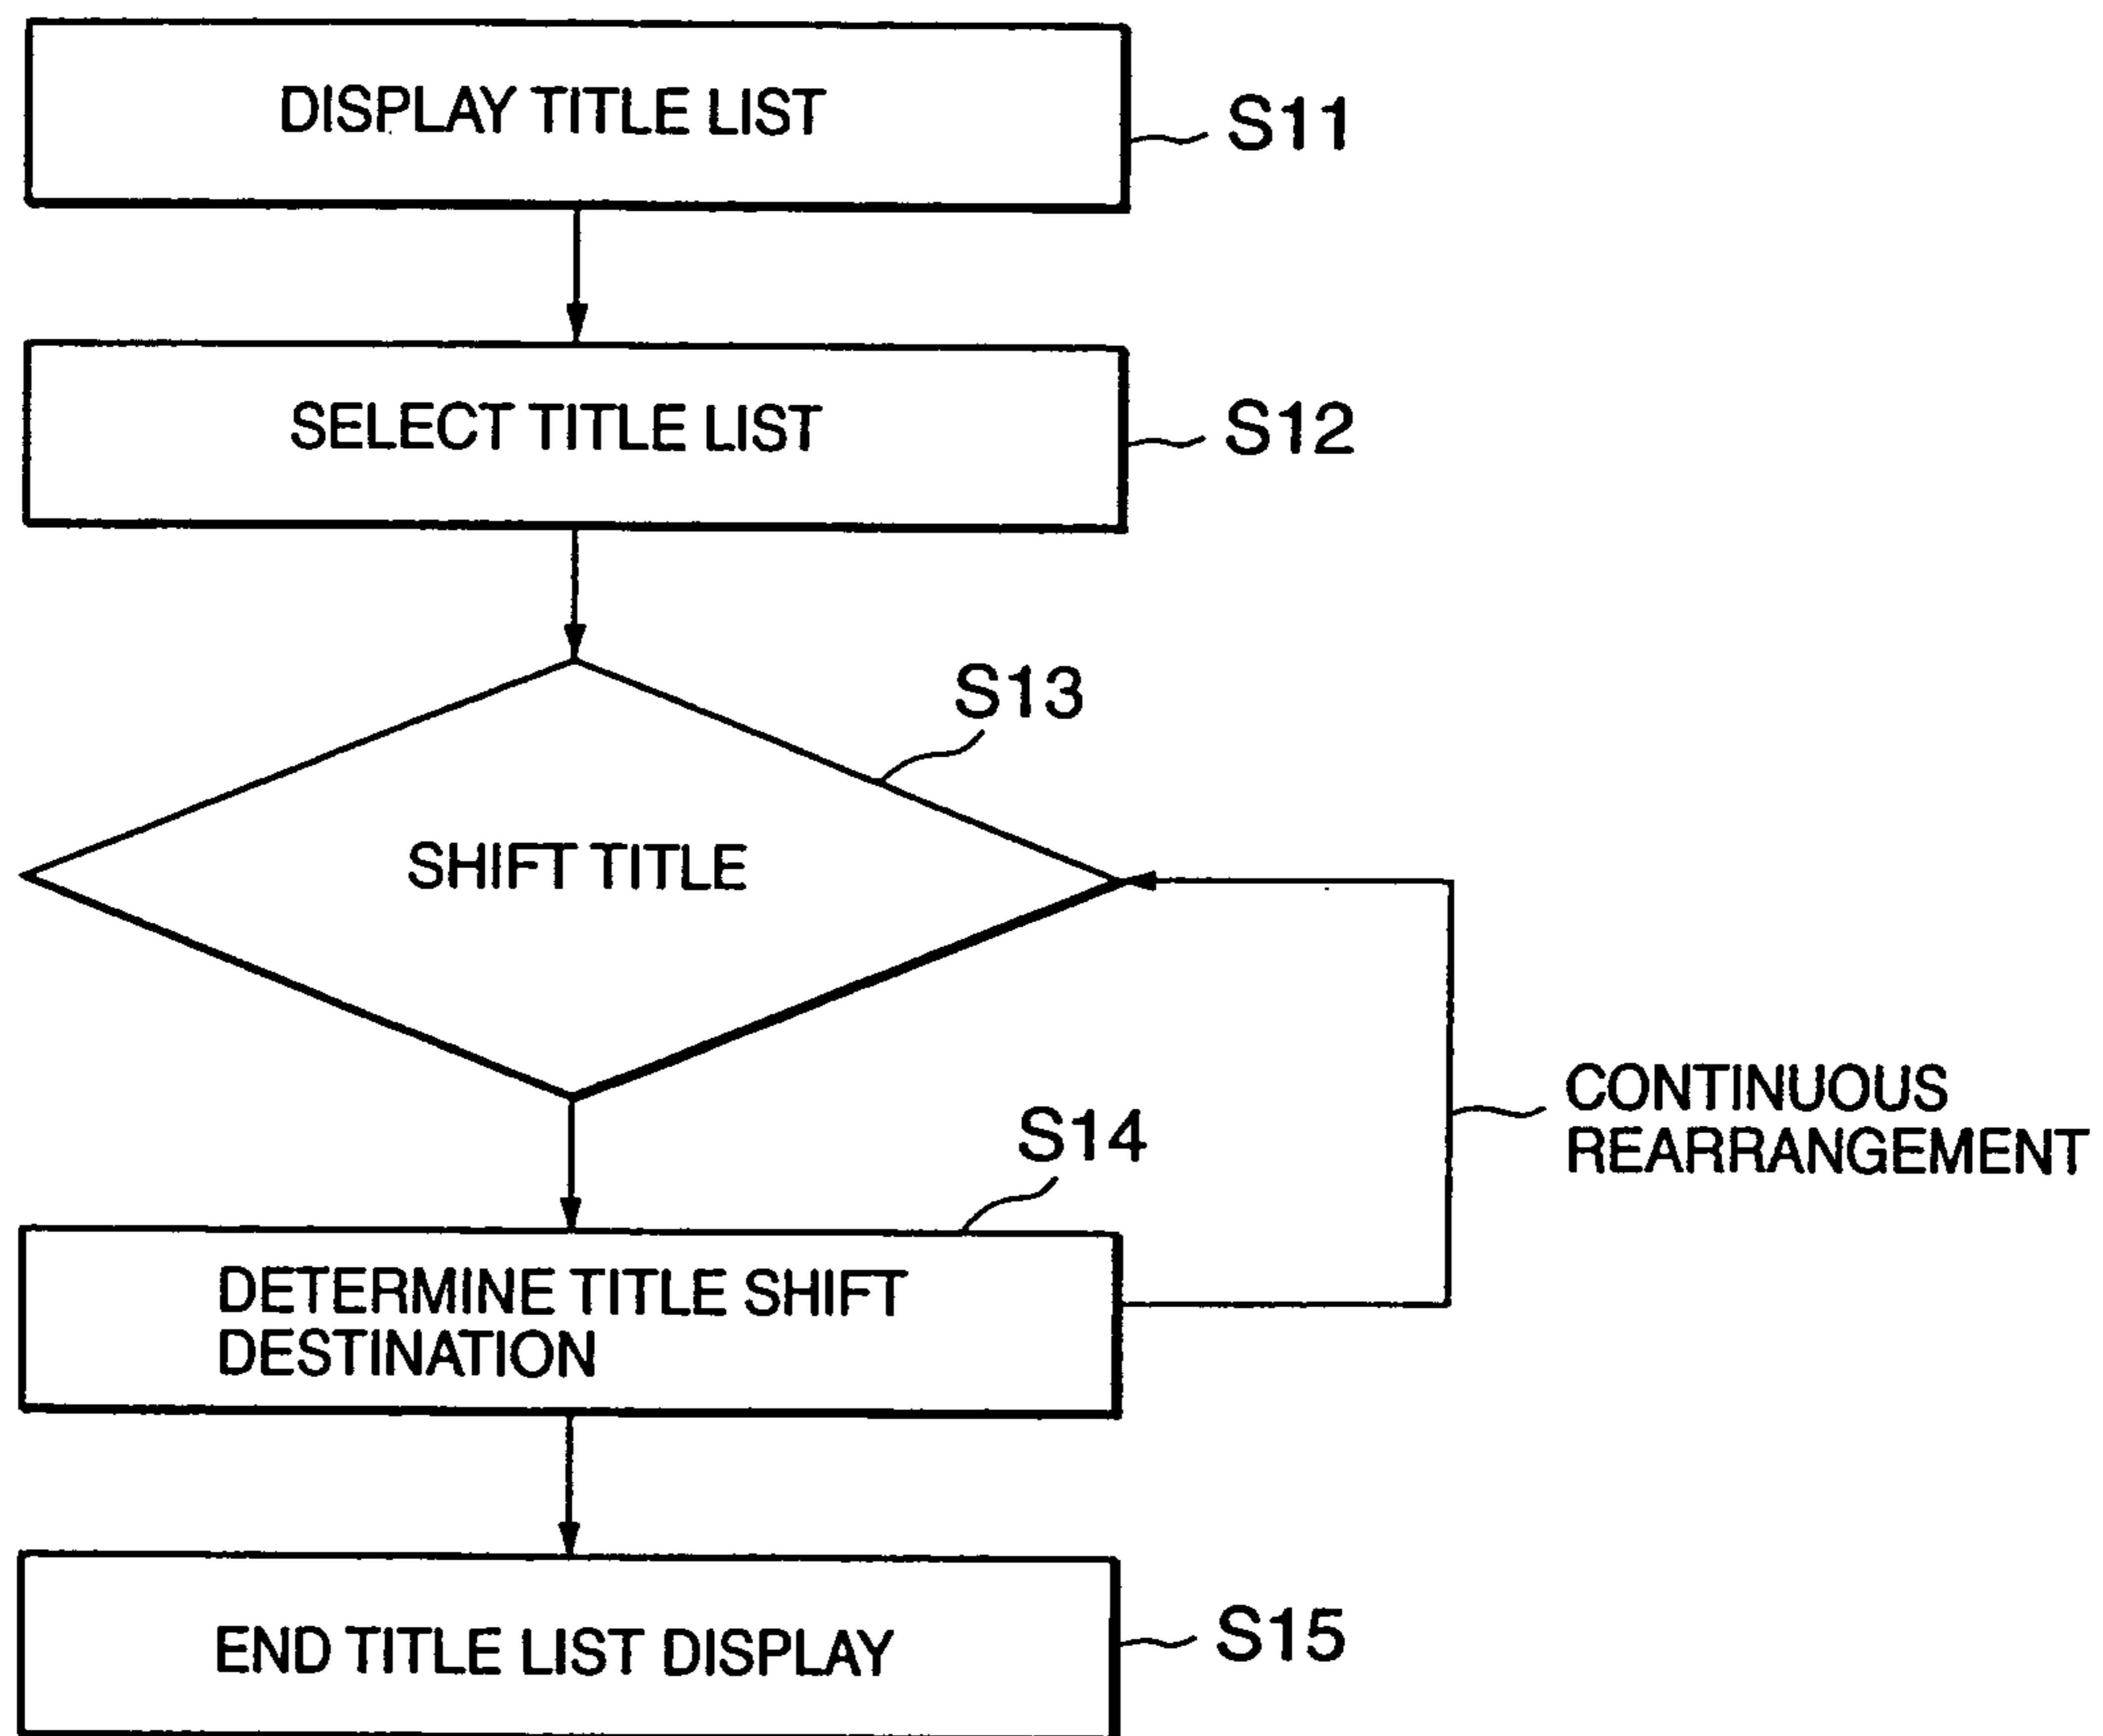 DISPLAY TITLE LIST
S11
SELECT TITLE LIST
S12
S13
SHIFT TITLE
CONTINUOUS
REARRANGEMENT
S14
DETERMINE TITLE SHIFT
DESTINATION
END TITLE LIST DISPLAY
S15